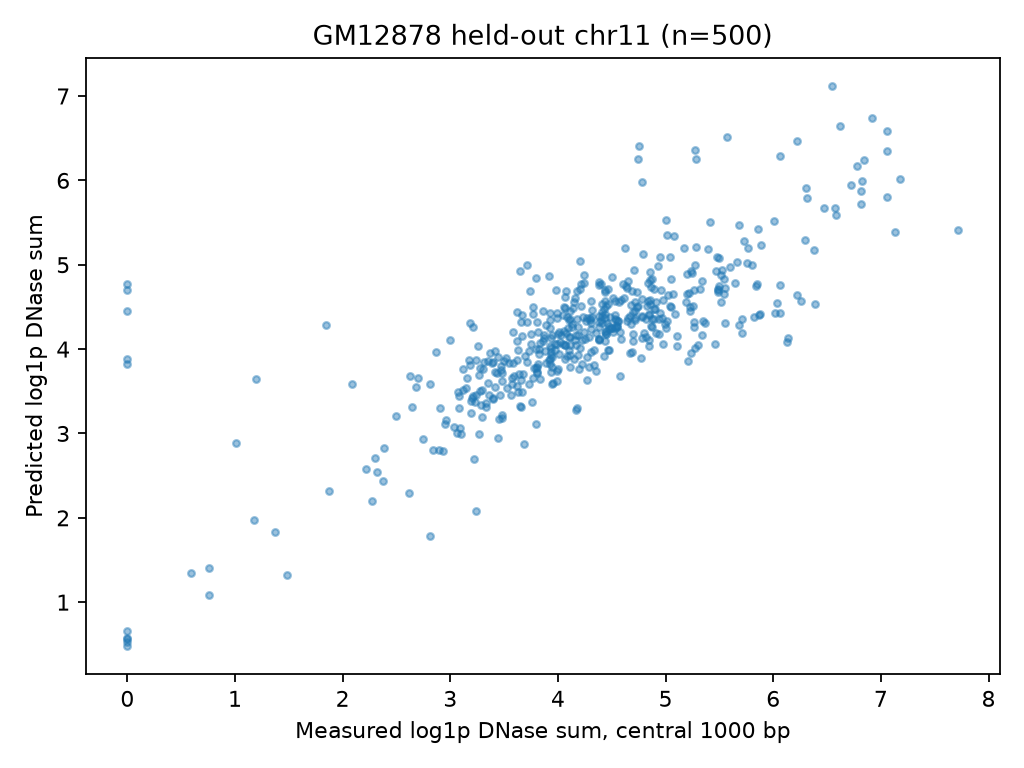 GM12878 held-out chr11 (n=500)
Predicted log1p DNase sum
7
6
5
4
3
2
1
0 1 2 3 4 5 6 7 8
Measured log1p DNase sum, central 1000 bp